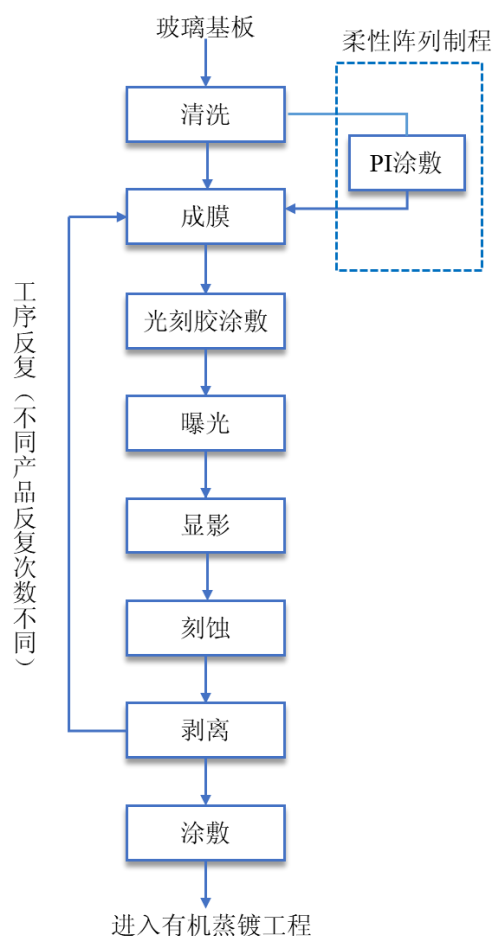 玻璃基板
柔性阵列制程
清洗
PI涂敷
成膜
光刻胶涂敷
曝光
显影
刻蚀
剥离
涂敷
进入有机蒸镀工程
工序反复（不同产品反复次数不同）